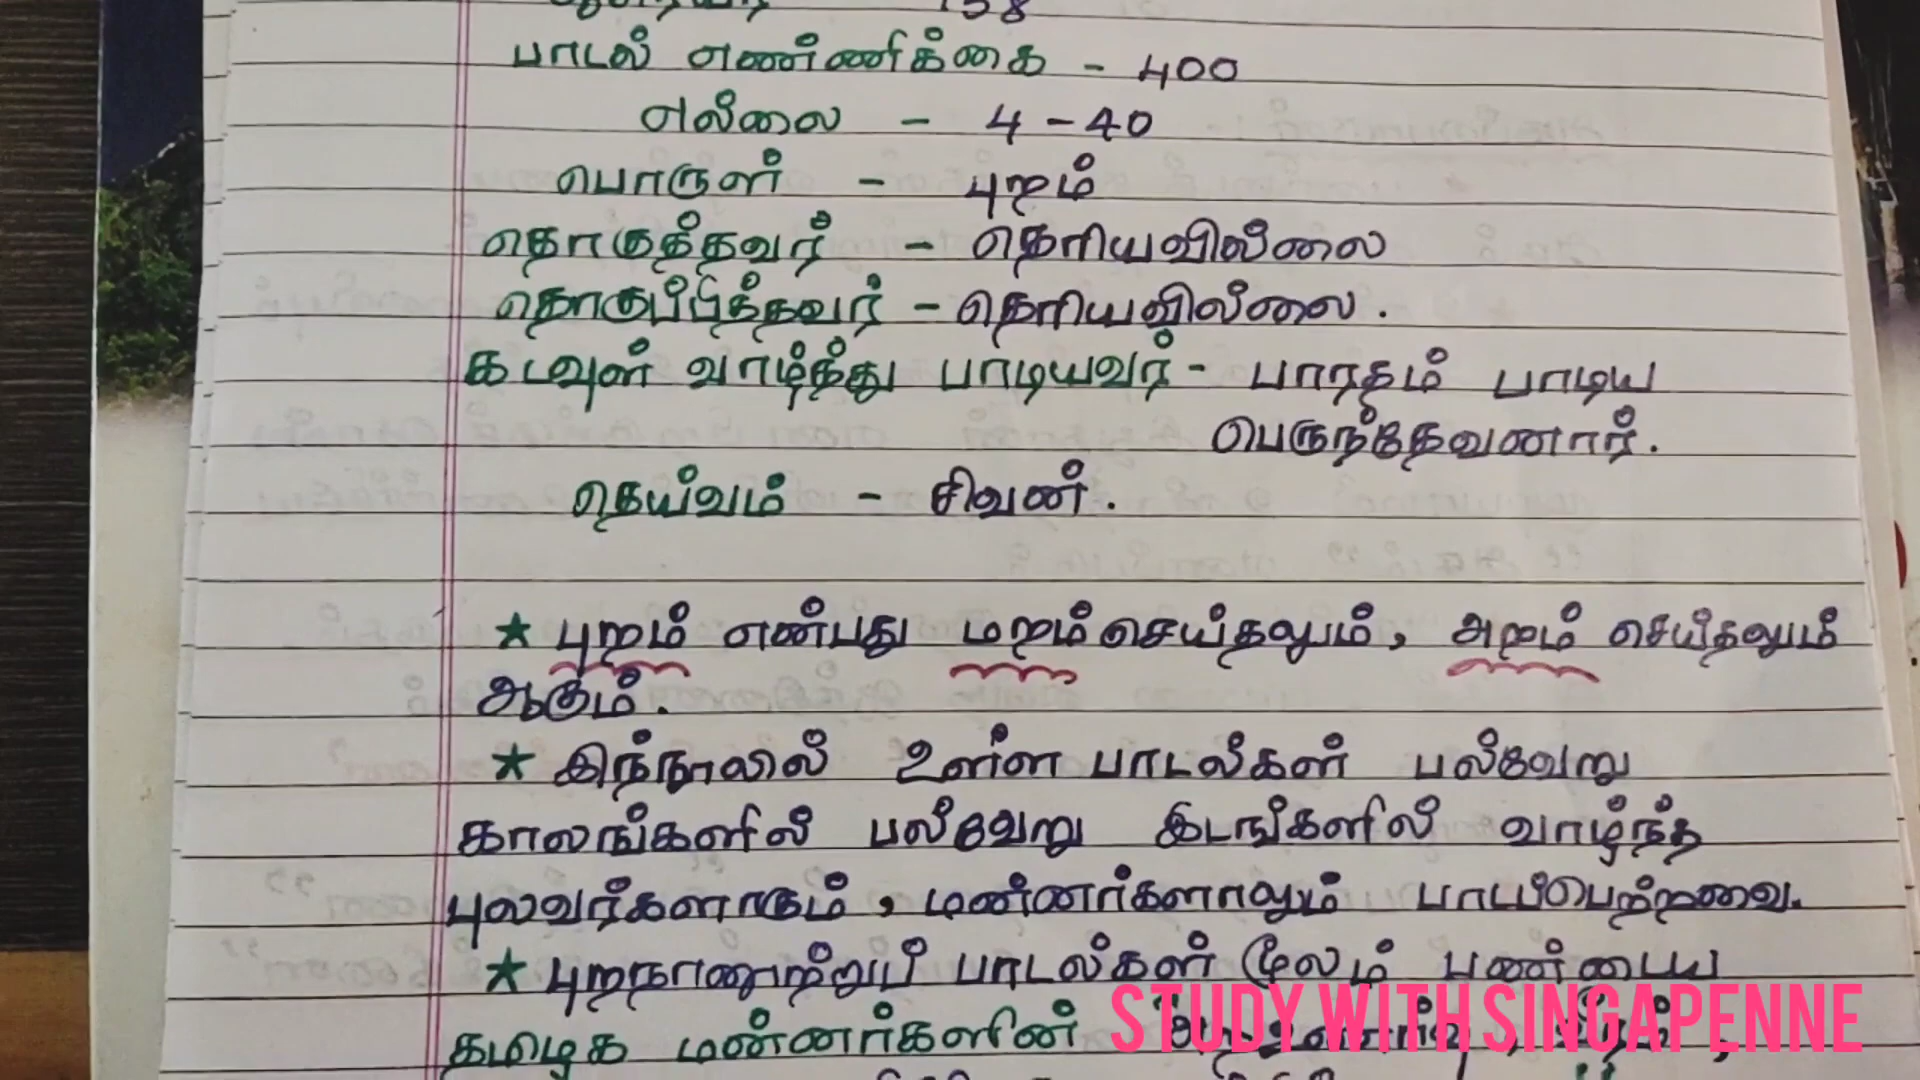 158
பாடல் எண்ணிக்கை - 400
எல்லை - 4 - 40
பொருள் - புறம்
தொகுத்தவர் - தெரியவில்லை
தொகுப்பித்தவர் - தெரியவில்லை.
கடவுள் வாழ்த்து பாடியவர் - பாரதம் பாடிய
பெருந்தேவனார்.
தெய்வம் - சிவன்.
★ புறம் என்பது மறம் செய்தலும், அறம் செய்தலும்
ஆகும்.
★ இந்நூலில் உள்ள பாடல்கள் பல்வேறு
காலங்களில் பல்வேறு இடங்களில் வாழ்ந்த
புலவர்களாகும், மன்னர்களாலும் பாடப்பெற்றவை.
★ புறநானூற்றுப் பாடல்கள் மூலம் பண்டைய
தமிழக மன்னர்களின்
STUDY WITH SINGAPENNE